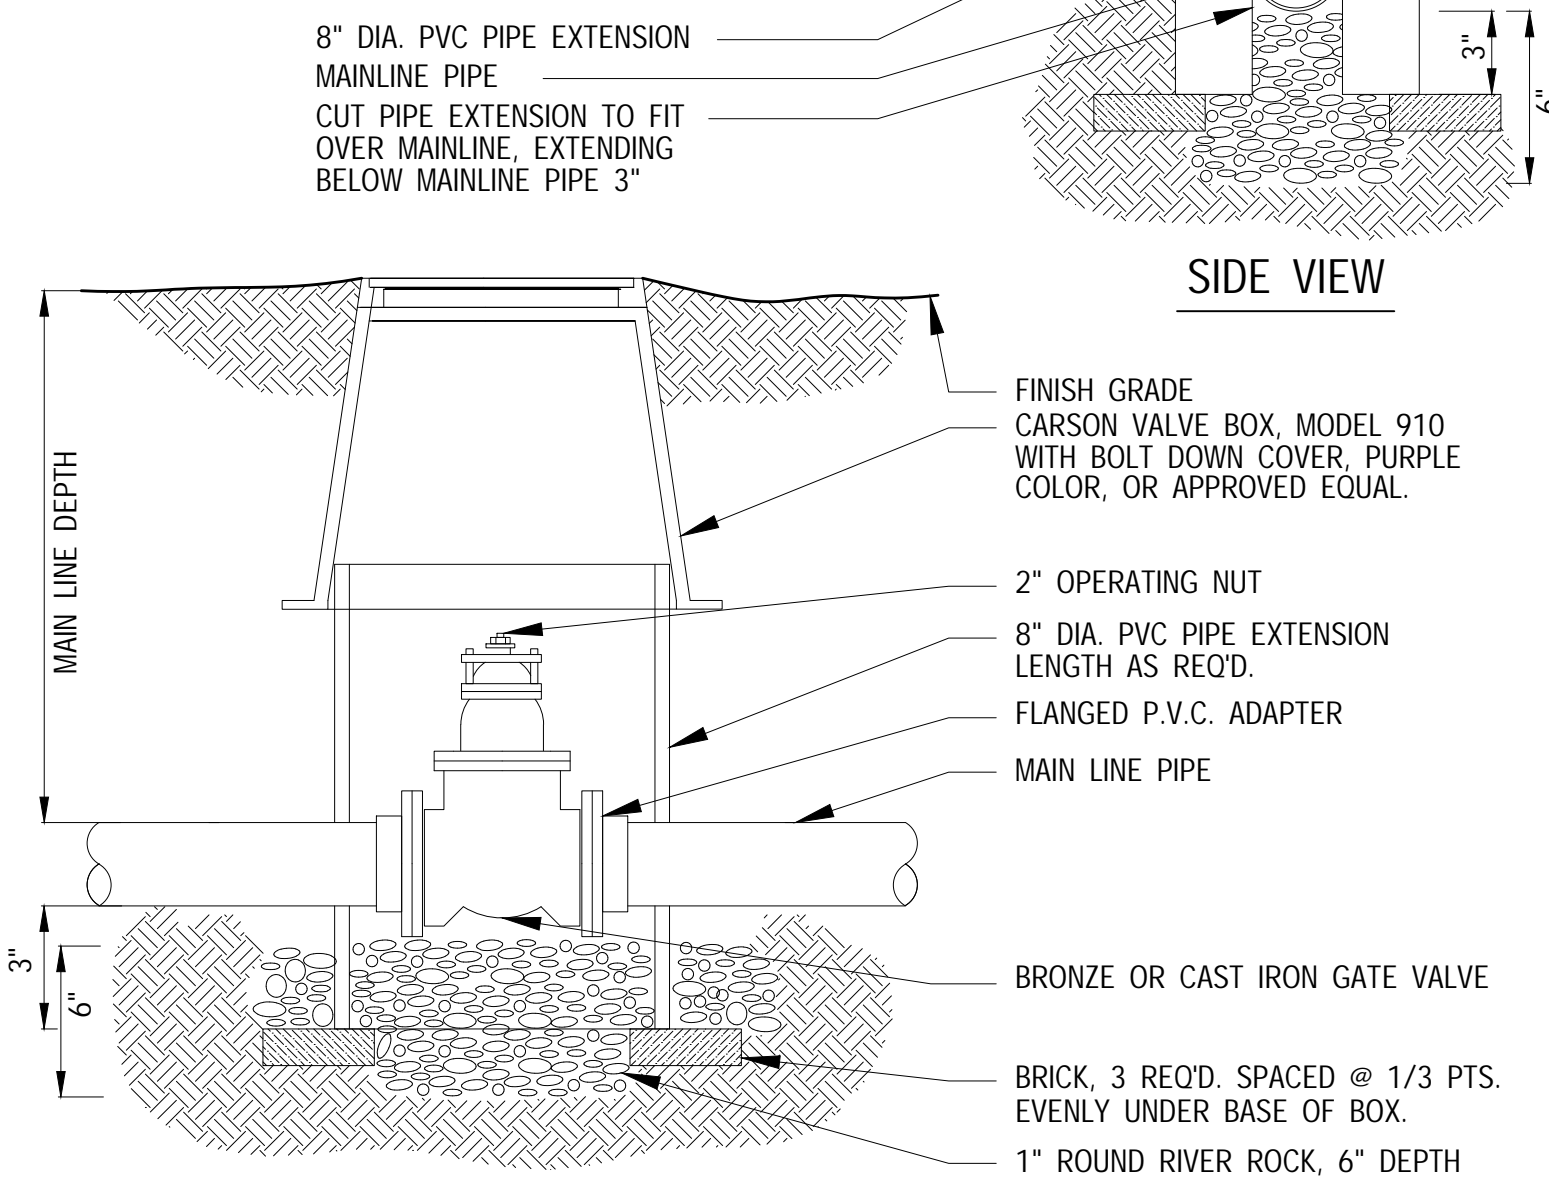 8" DIA. PVC PIPE EXTENSION
MAINLINE PIPE
CUT PIPE EXTENSION TO FIT
OVER MAINLINE, EXTENDING
BELOW MAINLINE PIPE 3"
3"
6"
SIDE VIEW
MAIN LINE DEPTH
FINISH GRADE
CARSON VALVE BOX, MODEL 910
WITH BOLT DOWN COVER, PURPLE
COLOR, OR APPROVED EQUAL.
2" OPERATING NUT
8" DIA. PVC PIPE EXTENSION
LENGTH AS REQ'D.
FLANGED P.V.C. ADAPTER
MAIN LINE PIPE
3"
6"
BRONZE OR CAST IRON GATE VALVE
BRICK, 3 REQ'D. SPACED @ 1/3 PTS.
EVENLY UNDER BASE OF BOX.
1" ROUND RIVER ROCK, 6" DEPTH